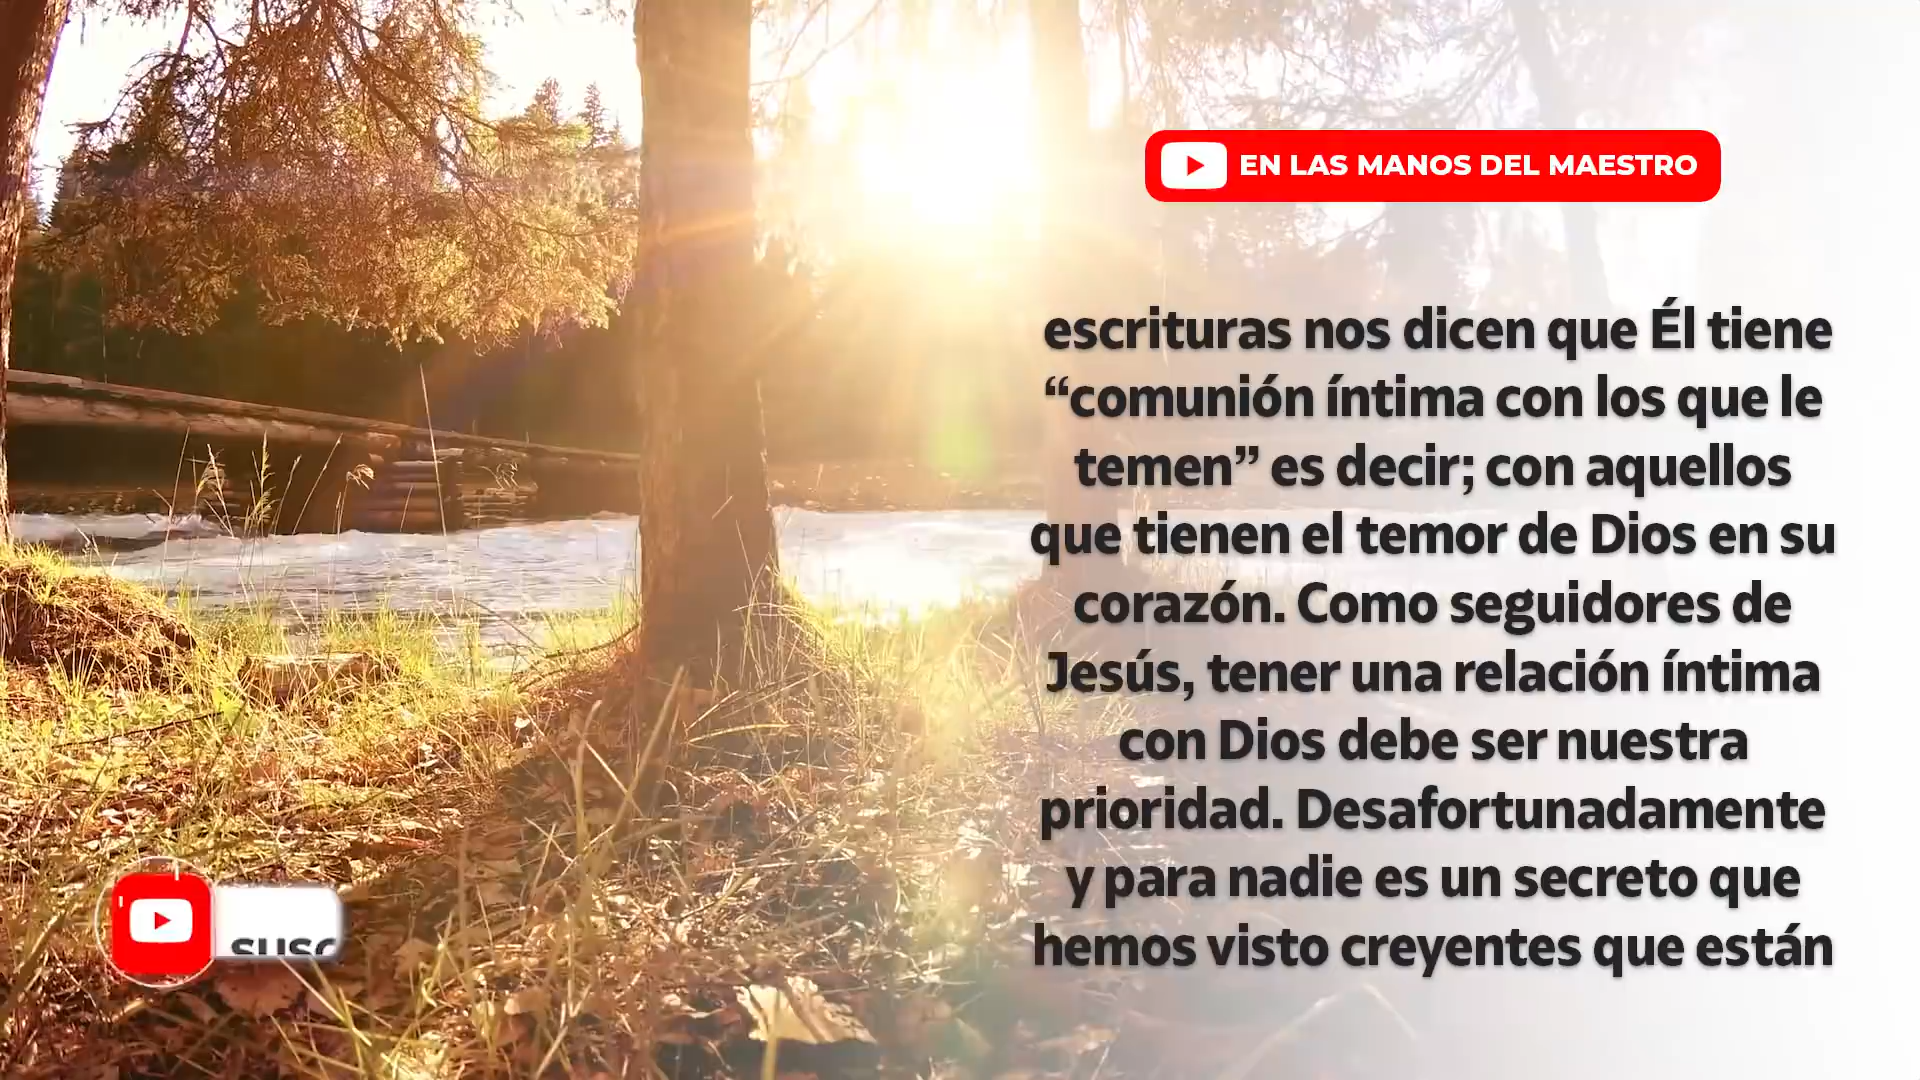 EN LAS MANOS DEL MAESTRO
escrituras nos dicen que Él tiene
“comunión íntima con los que le
temen” es decir; con aquellos
que tienen el temor de Dios en su
corazón. Como seguidores de
Jesús, tener una relación íntima
con Dios debe ser nuestra
prioridad. Desafortunadamente
y para nadie es un secreto que
hemos visto creyentes que están